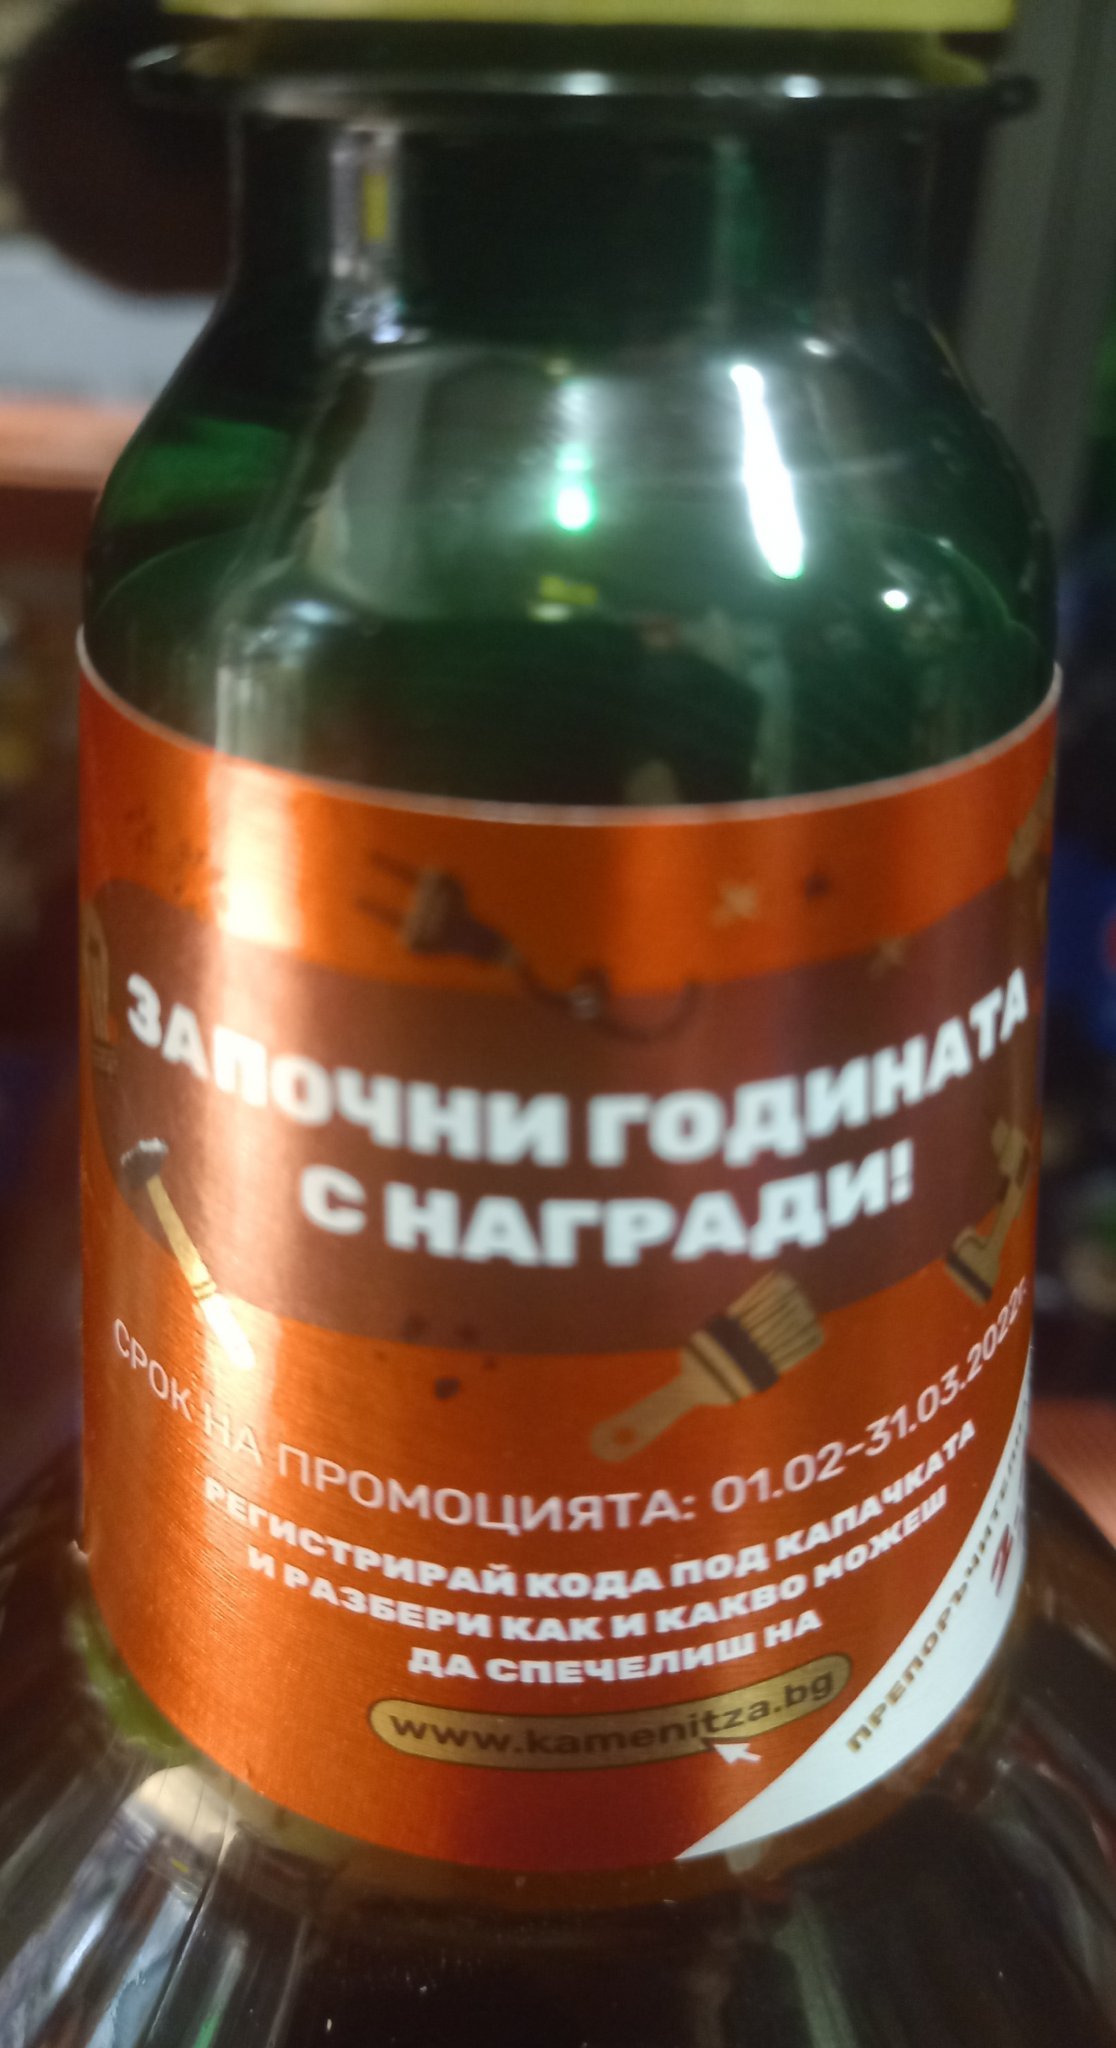 ЗАПОЧНИ ГОДИНАТА
С НАГРАДИ!
СРОК НА ПРОМОЦИЯТА: 01.02-31.03.2022г.
РЕГИСТРИРАЙ КОДА ПОД КАПАЧКАТА
И РАЗБЕРИ КАК И КАКВО МОЖЕШ
ДА СПЕЧЕЛИШ НА
www.kamenitza.bg